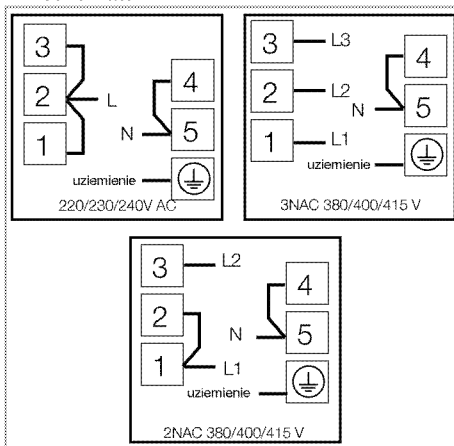 3
2 L 4
1 N 5
uziemienie
220/230/240V AC
3 L3
2 L2 4
1 L1 N 5
uziemienie
3NAC 380/400/415 V
3 L2
2 4
1 L1 N 5
uziemienie
2NAC 380/400/415 V